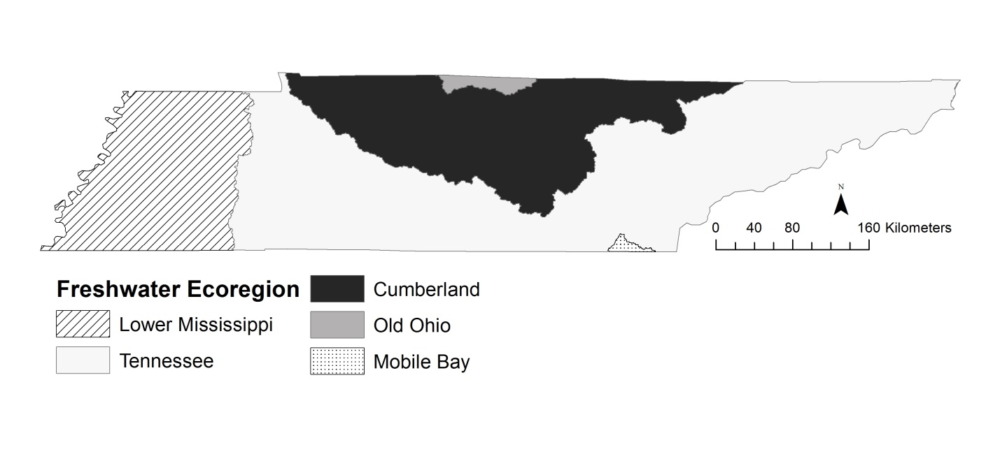 N
0 40 80 160 Kilometers
Freshwater Ecoregion
Lower Mississippi
Tennessee
Cumberland
Old Ohio
Mobile Bay